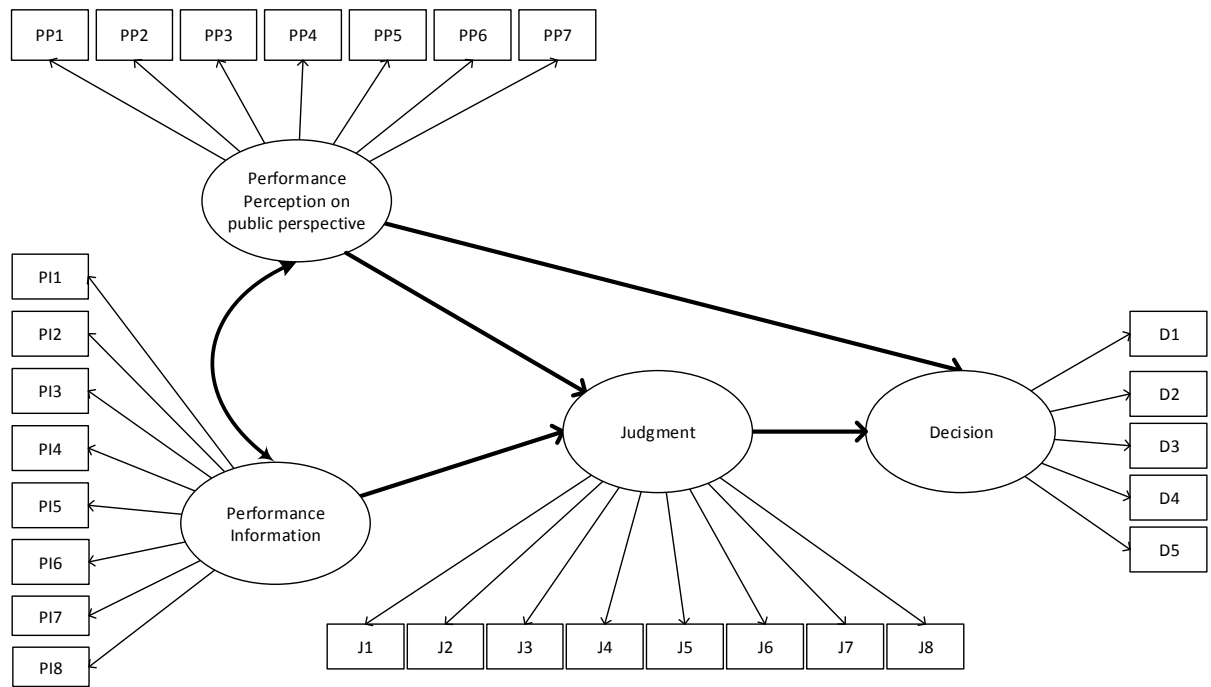 PP1 PP2 PP3 PP4 PP5 PP6 PP7
Performance
Perception on
public perspective
PI1
PI2
PI3
PI4
PI5
PI6
PI7
PI8
Performance
Information
Judgment
Decision
D1
D2
D3
D4
D5
J1 J2 J3 J4 J5 J6 J7 J8